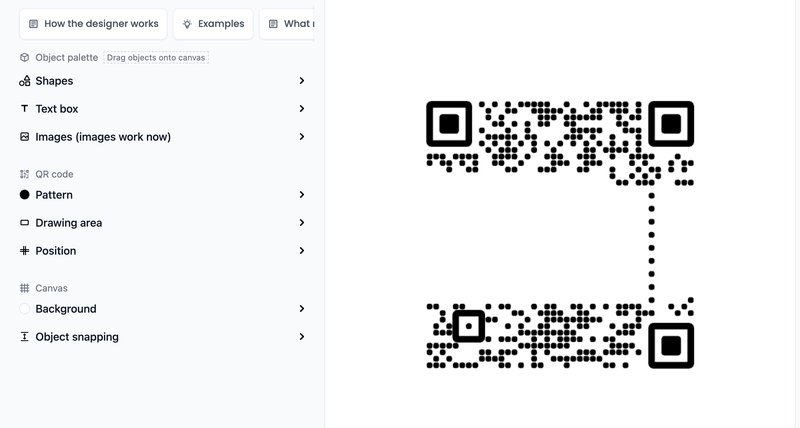 How the designer works
Examples
What
Object palette
Drag objects onto canvas
Shapes
Text box
Images (images work now)
QR code
Pattern
Drawing area
Position
Canvas
Background
Object snapping